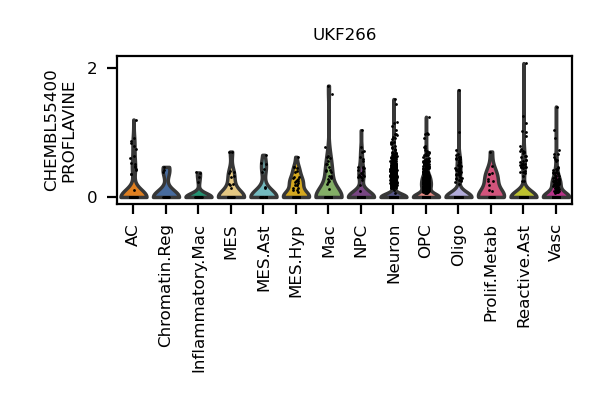 UKF266
CHEMBL55400
PROFLAVINE
2
0
AC
Chromatin.Reg
Inflammatory.Mac
MES
MES.Ast
MES.Hyp
Mac
NPC
Neuron
OPC
Oligo
Prolif.Metab
Reactive.Ast
Vasc